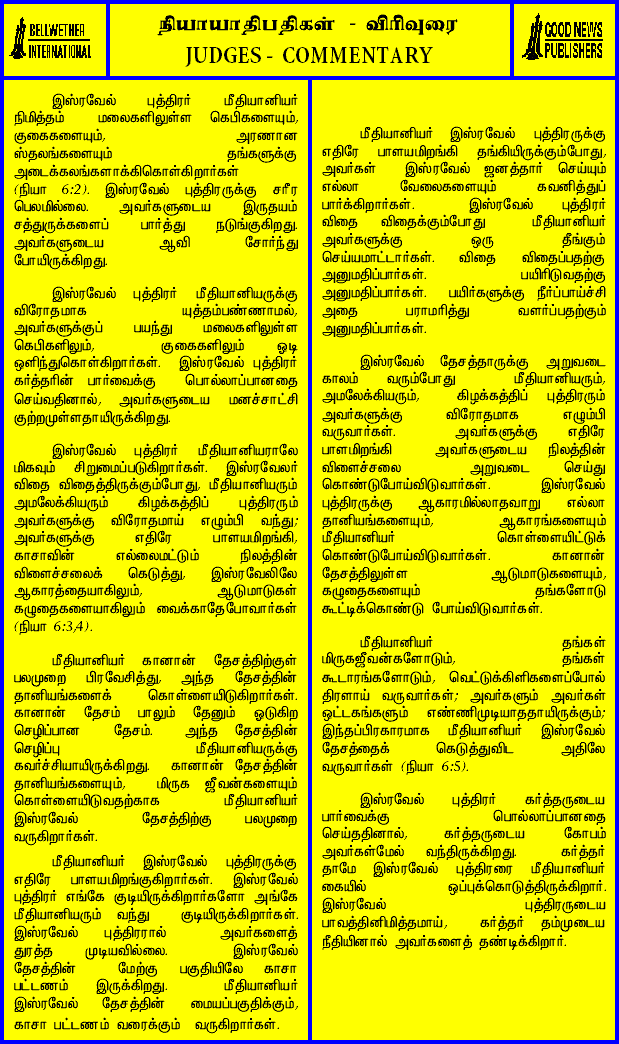 BELLWETHER
INTERNATIONAL
நியாயாதிபதிகள் - விரிவுரை
JUDGES - COMMENTARY
GOOD NEWS
PUBLISHERS
இஸ்ரவேல் புத்திரர் மீதியானியர்
நிமித்தம் மலைகளிலுள்ள கெபிகளையும்,
குகைகளையும், அரணான
ஸ்தலங்களையும் தங்களுக்கு
அடைக்கலங்களாக்கிகொள்கிறார்கள்
(நியா 6:2). இஸ்ரவேல் புத்திரருக்கு சரீர
பெலமில்லை. அவர்களுடைய இருதயம்
சத்துருக்களைப் பார்த்து நடுங்குகிறது.
அவர்களுடைய ஆவி சோர்ந்து
போயிருக்கிறது.
இஸ்ரவேல் புத்திரர் மீதியானியருக்கு
விரோதமாக யுத்தம்பண்ணாமல்,
அவர்களுக்குப் பயந்து மலைகளிலுள்ள
கெபிகளிலும், குகைகளிலும் ஓடி
ஒளிந்துகொள்கிறார்கள். இஸ்ரவேல் புத்திரர்
கர்த்தரின் பார்வைக்கு பொல்லாப்பானதை
செய்வதினால், அவர்களுடைய மனச்சாட்சி
குற்றமுள்ளதாயிருக்கிறது.
இஸ்ரவேல் புத்திரர் மீதியானியராலே
மிகவும் சிறுமைப்படுகிறார்கள். இஸ்ரவேலர்
விதை விதைத்திருக்கும்போது, மீதியானியரும்
அமலேக்கியரும் கிழக்கத்திப் புத்திரரும்
அவர்களுக்கு விரோதமாய் எழும்பி வந்து;
அவர்களுக்கு எதிரே பாளயமிறங்கி,
காசாவின் எல்லைமட்டும் நிலத்தின்
விளைச்சலைக் கெடுத்து, இஸ்ரவேலிலே
ஆகாரத்தையாகிலும், ஆடுமாடுகள்
கழுதைகளையாகிலும் வைக்காதேபோவார்கள்
(நியா 6:3,4).
மீதியானியர் கானான் தேசத்திற்குள்
பலமுறை பிரவேசித்து, அந்த தேசத்தின்
தானியங்களைக் கொள்ளையிடுகிறார்கள்.
கானான் தேசம் பாலும் தேனும் ஓடுகிற
செழிப்பான தேசம். அந்த தேசத்தின்
செழிப்பு மீதியானியருக்கு
கவர்ச்சியாயிருக்கிறது. கானான் தேசத்தின்
தானியங்களையும், மிருக ஜீவன்களையும்
கொள்ளையிடுவதற்காக மீதியானியர்
இஸ்ரவேல் தேசத்திற்கு பலமுறை
வருகிறார்கள்.
மீதியானியர் இஸ்ரவேல் புத்திரருக்கு
எதிரே பாளயமிறங்குகிறார்கள். இஸ்ரவேல்
புத்திரர் எங்கே குடியிருக்கிறார்களோ அங்கே
மீதியானியரும் வந்து குடியிருக்கிறார்கள்.
இஸ்ரவேல் புத்திரரால் அவர்களைத்
துரத்த முடியவில்லை. இஸ்ரவேல்
தேசத்தின் மேற்கு பகுதியிலே காசா
பட்டணம் இருக்கிறது. மீதியானியர்
இஸ்ரவேல் தேசத்தின் மையப்பகுதிக்கும்,
காசா பட்டணம் வரைக்கும் வருகிறார்கள்.
மீதியானியர் இஸ்ரவேல் புத்திரருக்கு
எதிரே பாளயமிறங்கி தங்கியிருக்கும்போது,
அவர்கள் இஸ்ரவேல் ஜனத்தார் செய்யும்
எல்லா வேலைகளையும் கவனித்துப்
பார்க்கிறார்கள். இஸ்ரவேல் புத்திரர்
விதை விதைக்கும்போது மீதியானியர்
அவர்களுக்கு ஒரு தீங்கும்
செய்யமாட்டார்கள். விதை விதைப்பதற்கு
அனுமதிப்பார்கள். பயிரிடுவதற்கு
அனுமதிப்பார்கள். பயிர்களுக்கு நீர்ப்பாய்ச்சி
அதை பராமரித்து வளர்ப்பதற்கும்
அனுமதிப்பார்கள்.
இஸ்ரவேல் தேசத்தாருக்கு அறுவடை
காலம் வரும்போது மீதியானியரும்,
அமலேக்கியரும், கிழக்கத்திப் புத்திரரும்
அவர்களுக்கு விரோதமாக எழும்பி
வருவார்கள். அவர்களுக்கு எதிரே
பாளமிறங்கி அவர்களுடைய நிலத்தின்
விளைச்சலை அறுவடை செய்து
கொண்டுபோய்விடுவார்கள். இஸ்ரவேல்
புத்திரருக்கு ஆகாரமில்லாதவாறு எல்லா
தானியங்களையும், ஆகாரங்களையும்
மீதியானியர் கொள்ளையிட்டுக்
கொண்டுபோய்விடுவார்கள். கானான்
தேசத்திலுள்ள ஆடுமாடுகளையும்,
கழுதைகளையும் தங்களோடு
கூட்டிக்கொண்டு போய்விடுவார்கள்.
மீதியானியர் தங்கள்
மிருகஜீவன்களோடும், தங்கள்
கூடாரங்களோடும், வெட்டுக்கிளிகளைப்போல்
திரளாய் வருவார்கள்; அவர்களும் அவர்கள்
ஒட்டகங்களும் எண்ணிமுடியாததாயிருக்கும்;
இந்தப்பிரகாரமாக மீதியானியர் இஸ்ரவேல்
தேசத்தைக் கெடுத்துவிட அதிலே
வருவார்கள் (நியா 6:5).
இஸ்ரவேல் புத்திரர் கர்த்தருடைய
பார்வைக்கு பொல்லாப்பானதை
செய்ததினால், கர்த்தருடைய கோபம்
அவர்கள்மேல் வந்திருக்கிறது. கர்த்தர்
தாமே இஸ்ரவேல் புத்திரரை மீதியானியர்
கையில் ஒப்புக்கொடுத்திருக்கிறார்.
இஸ்ரவேல் புத்திரருடைய
பாவத்தினிமித்தமாய், கர்த்தர் தம்முடைய
நீதியினால் அவர்களைத் தண்டிக்கிறார்.